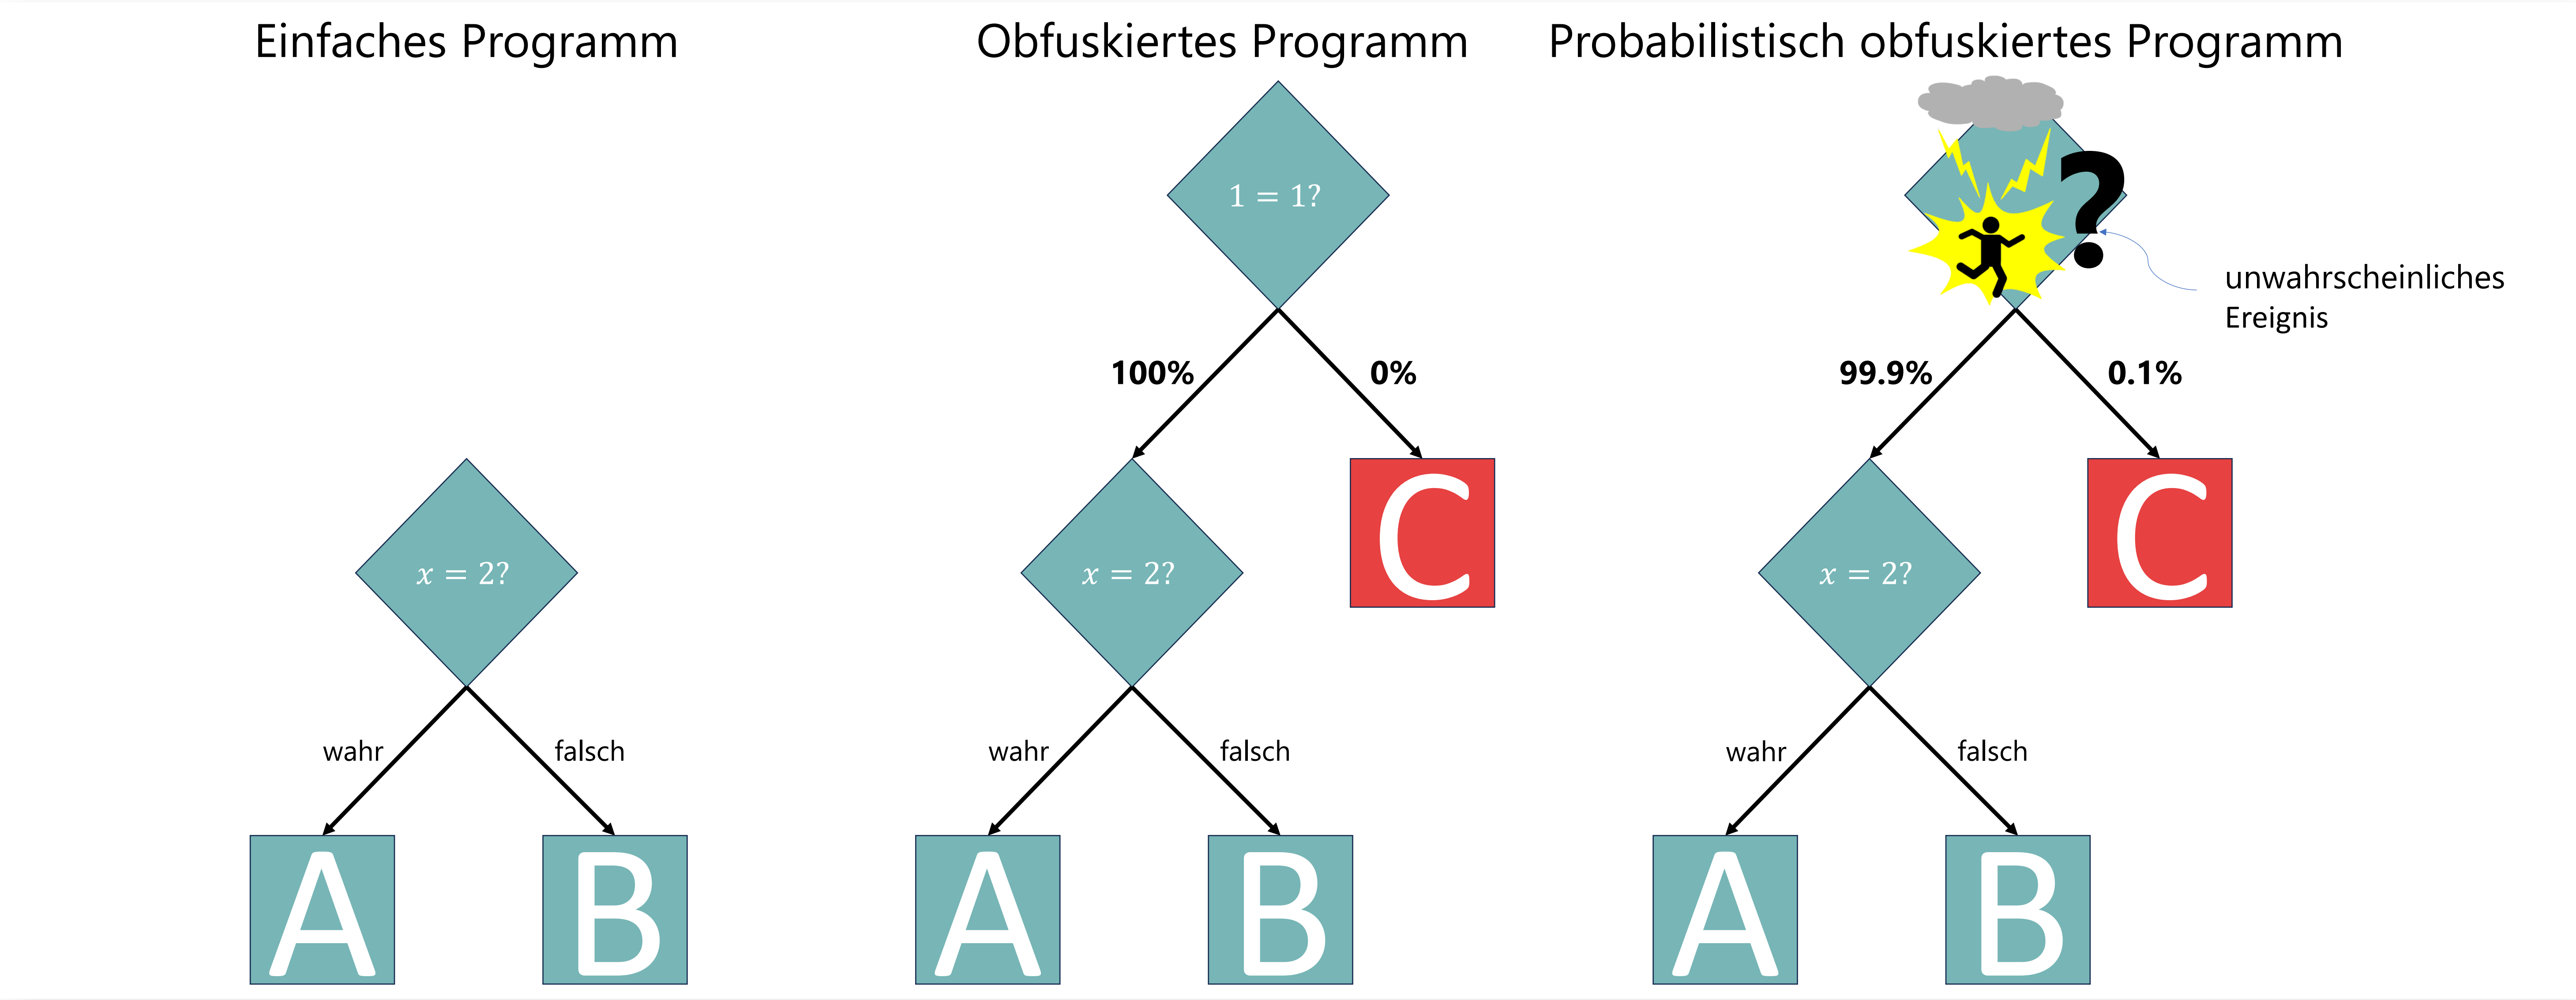 Einfaches Programm
Obfuskiertes Programm
Probabilistisch obfuskiertes Programm
1 = 1?
?
unwahrscheinliches
Ereignis
100%
0%
99.9%
0.1%
x = 2?
x = 2?
C
x = 2?
C
wahr
falsch
wahr
falsch
wahr
falsch
A
B
A
B
A
B